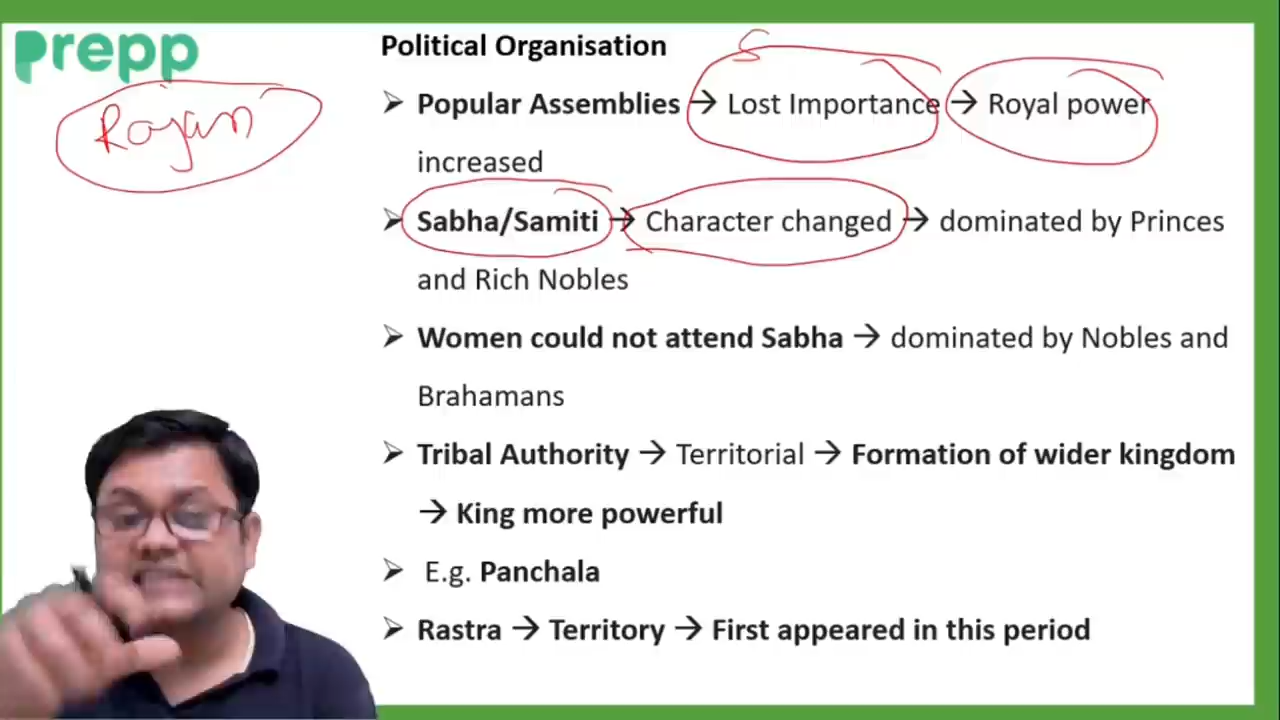 prepp
Rajan
Political Organisation
➢ Popular Assemblies → Lost Importance → Royal power
increased
➢ Sabha/Samiti → Character changed → dominated by Princes
and Rich Nobles
➢ Women could not attend Sabha → dominated by Nobles and
Brahamans
➢ Tribal Authority → Territorial → Formation of wider kingdom
→ King more powerful
➢ E.g. Panchala
➢ Rastra → Territory → First appeared in this period